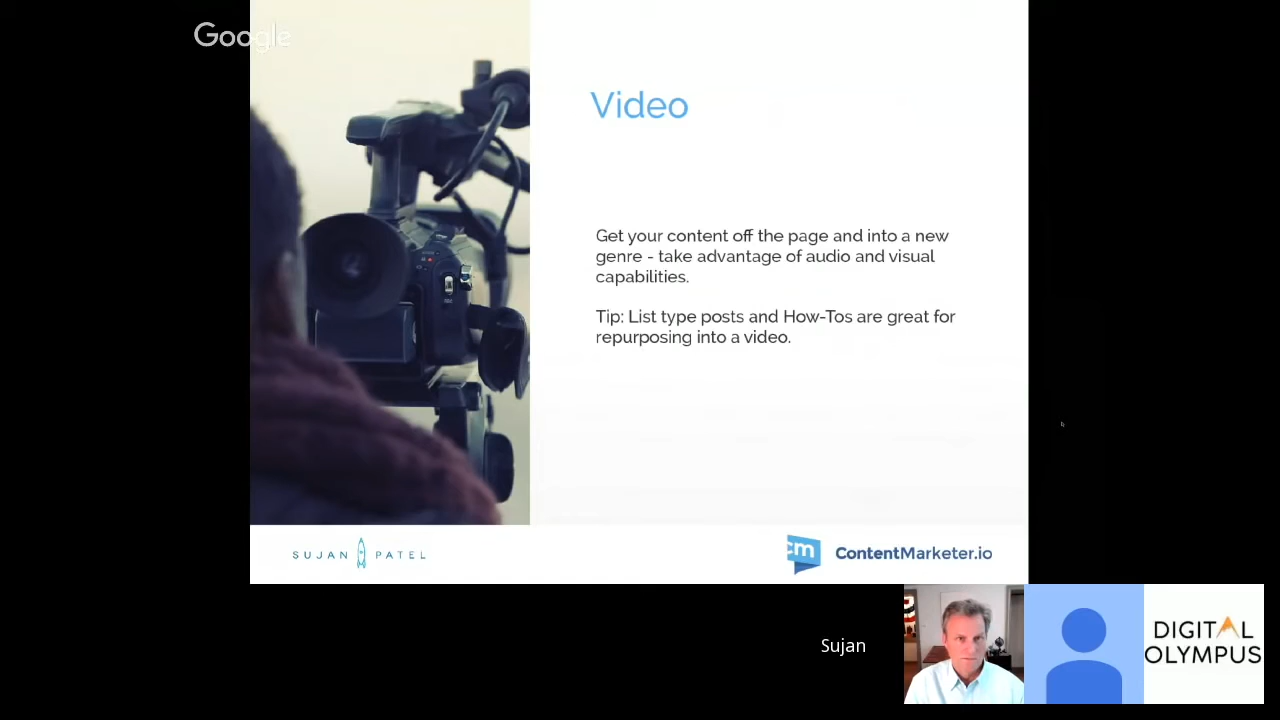 Google
Video
Get your content off the page and into a new
genre - take advantage of audio and visual
capabilities.
Tip: List type posts and How-Tos are great for
repurposing into a video.
SUJAN PATEL
cm ContentMarketer.io
Sujan
DIGITAL
OLYMPUS